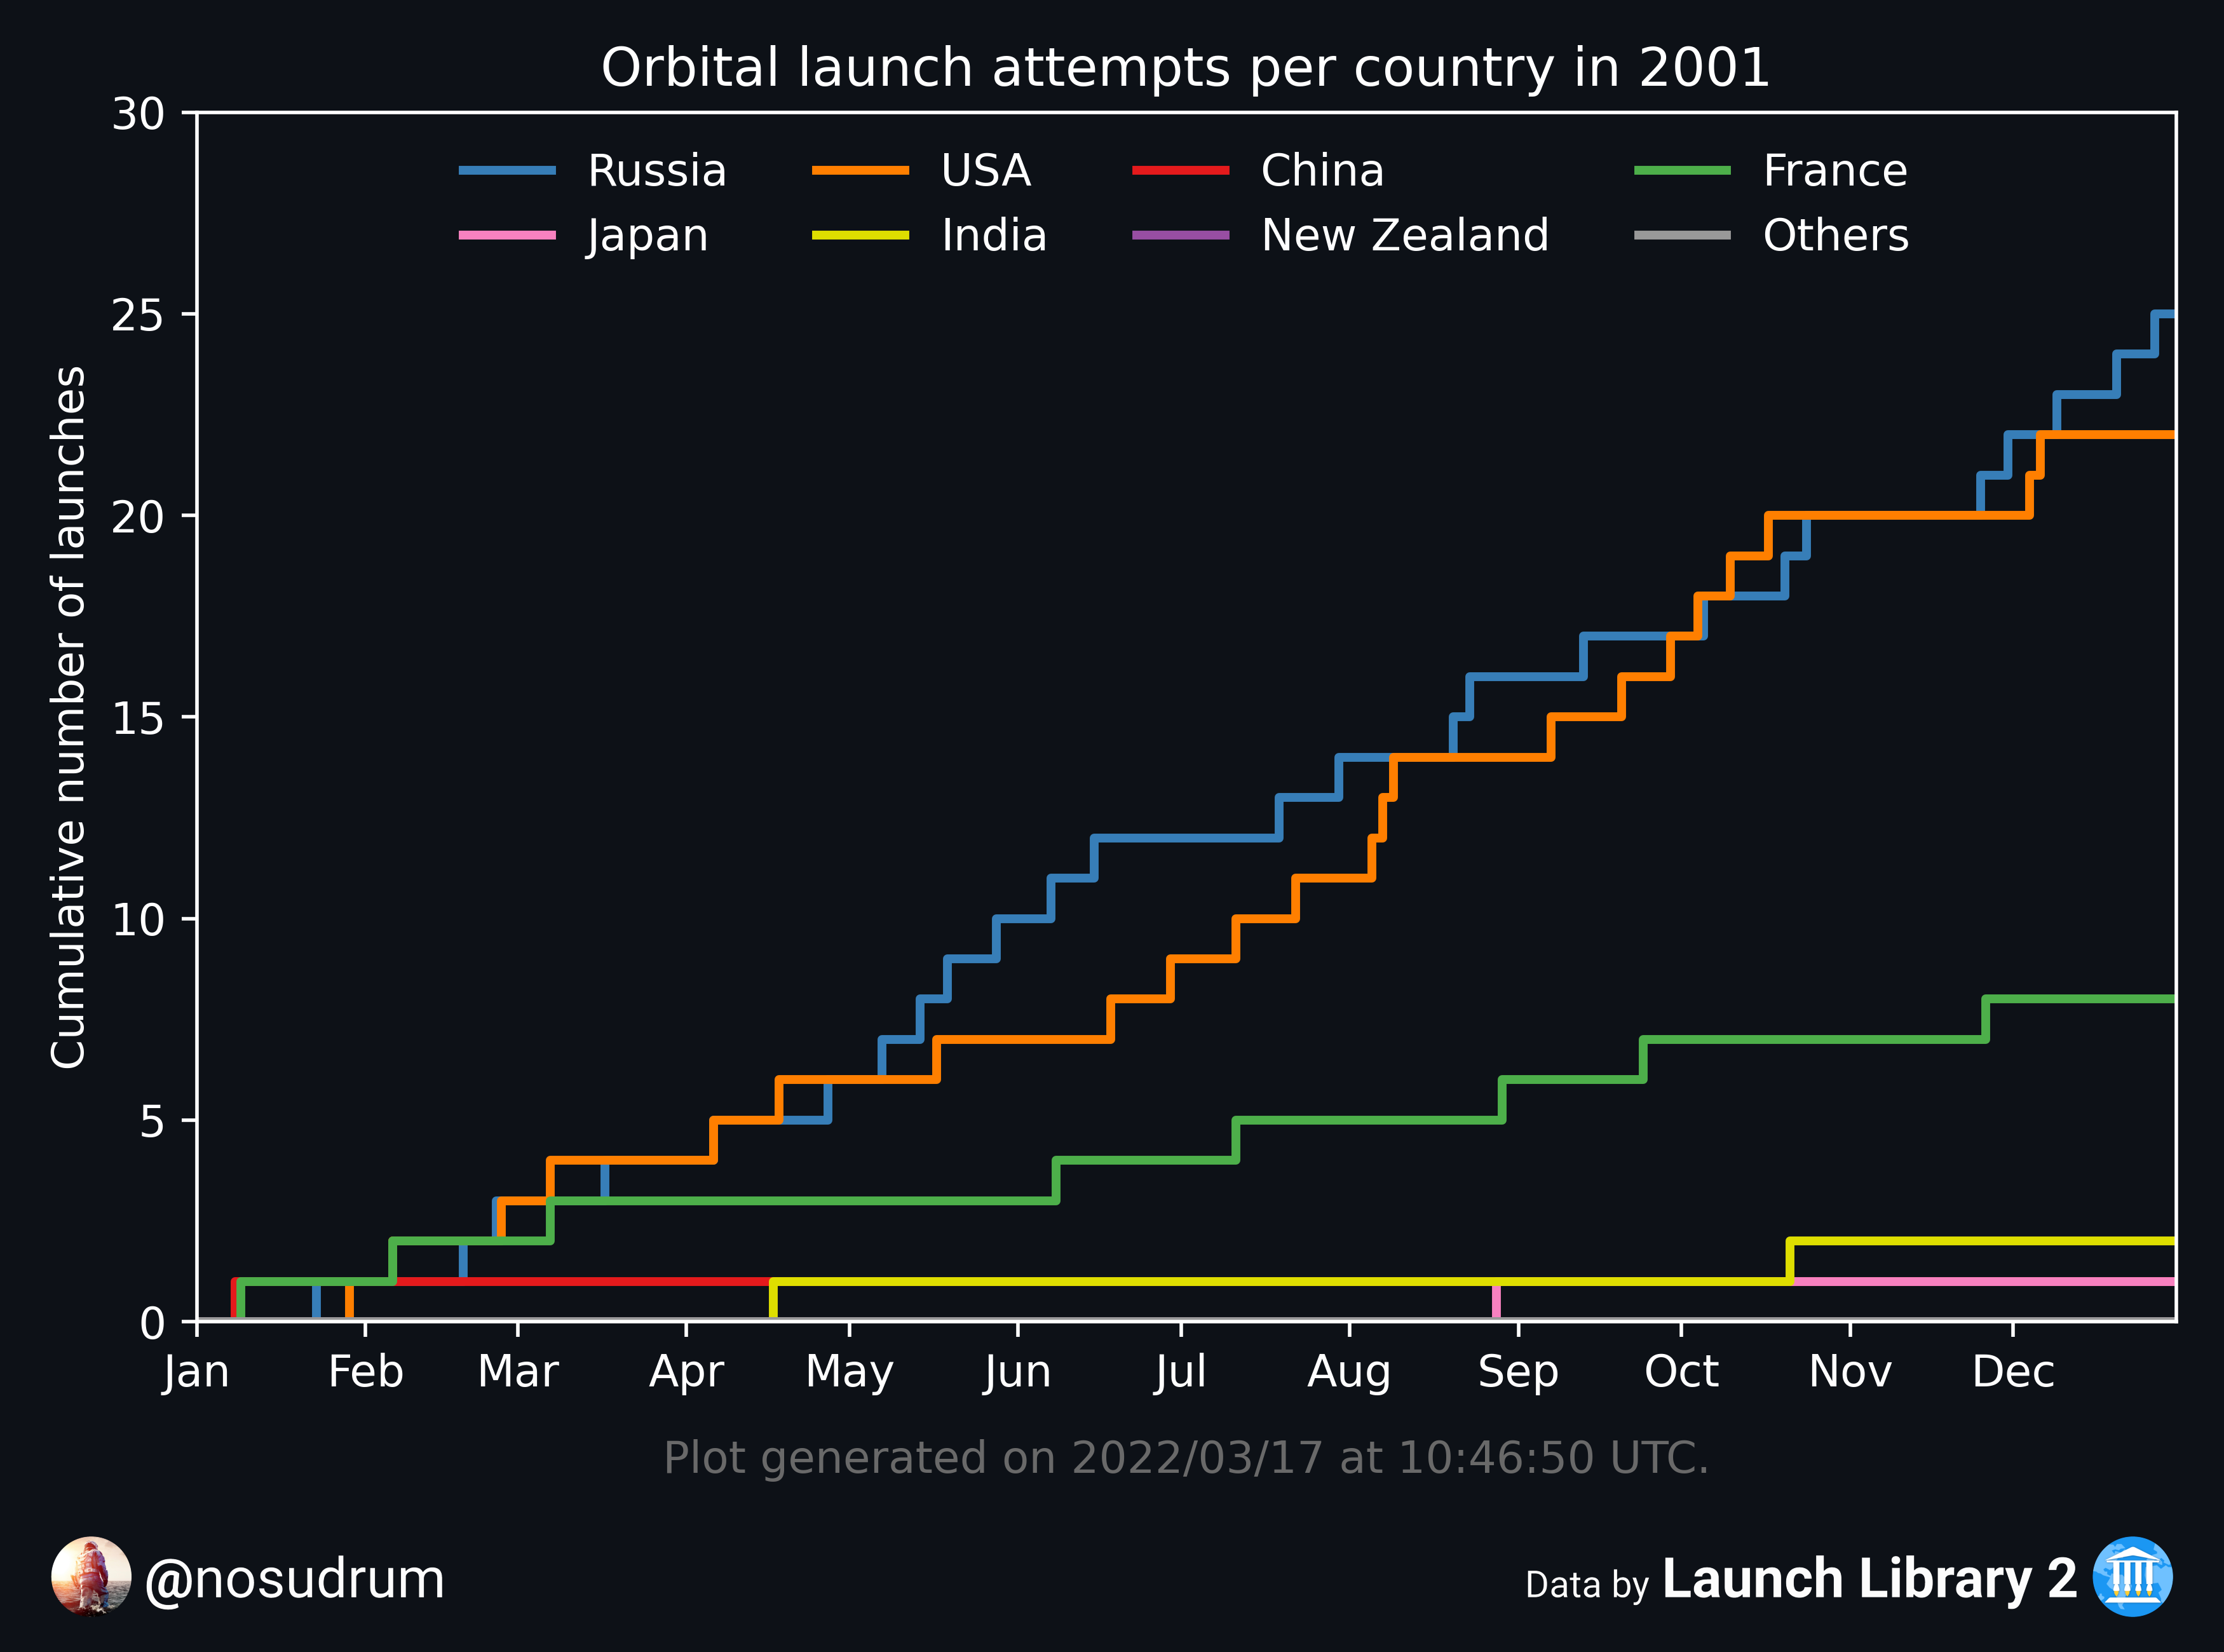 Orbital launch attempts per country in 2001
30
Russia USA China France
Japan India New Zealand Others
25
20
15
10
5
0
Cumulative number of launches
Jan Feb Mar Apr May Jun Jul Aug Sep Oct Nov Dec
Plot generated on 2022/03/17 at 10:46:50 UTC.
@nosudrum
Data by Launch Library 2